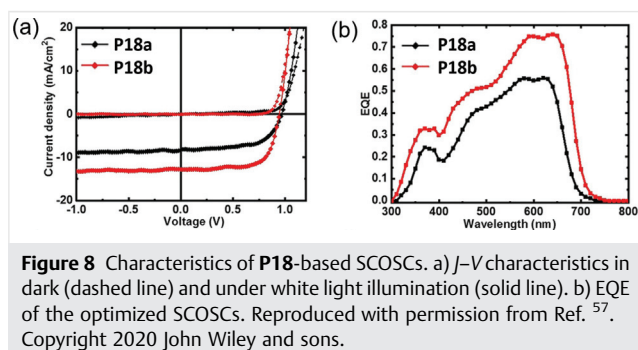 (a)
20
P18a
P18b
10
0
-10
-20
Current density (mA/cm²)
-1.0
-0.5
0.0
0.5
1.0
Voltage (V)
(b)
0.8
P18a
P18b
0.7
0.6
0.5
0.4
0.3
0.2
0.1
0.0
EQE
300
400
500
600
700
800
Wavelength (nm)
Figure 8 Characteristics of P18-based SCOSCs. a) J–V characteristics in
dark (dashed line) and under white light illumination (solid line). b) EQE
of the optimized SCOSCs. Reproduced with permission from Ref. 57.
Copyright 2020 John Wiley and sons.